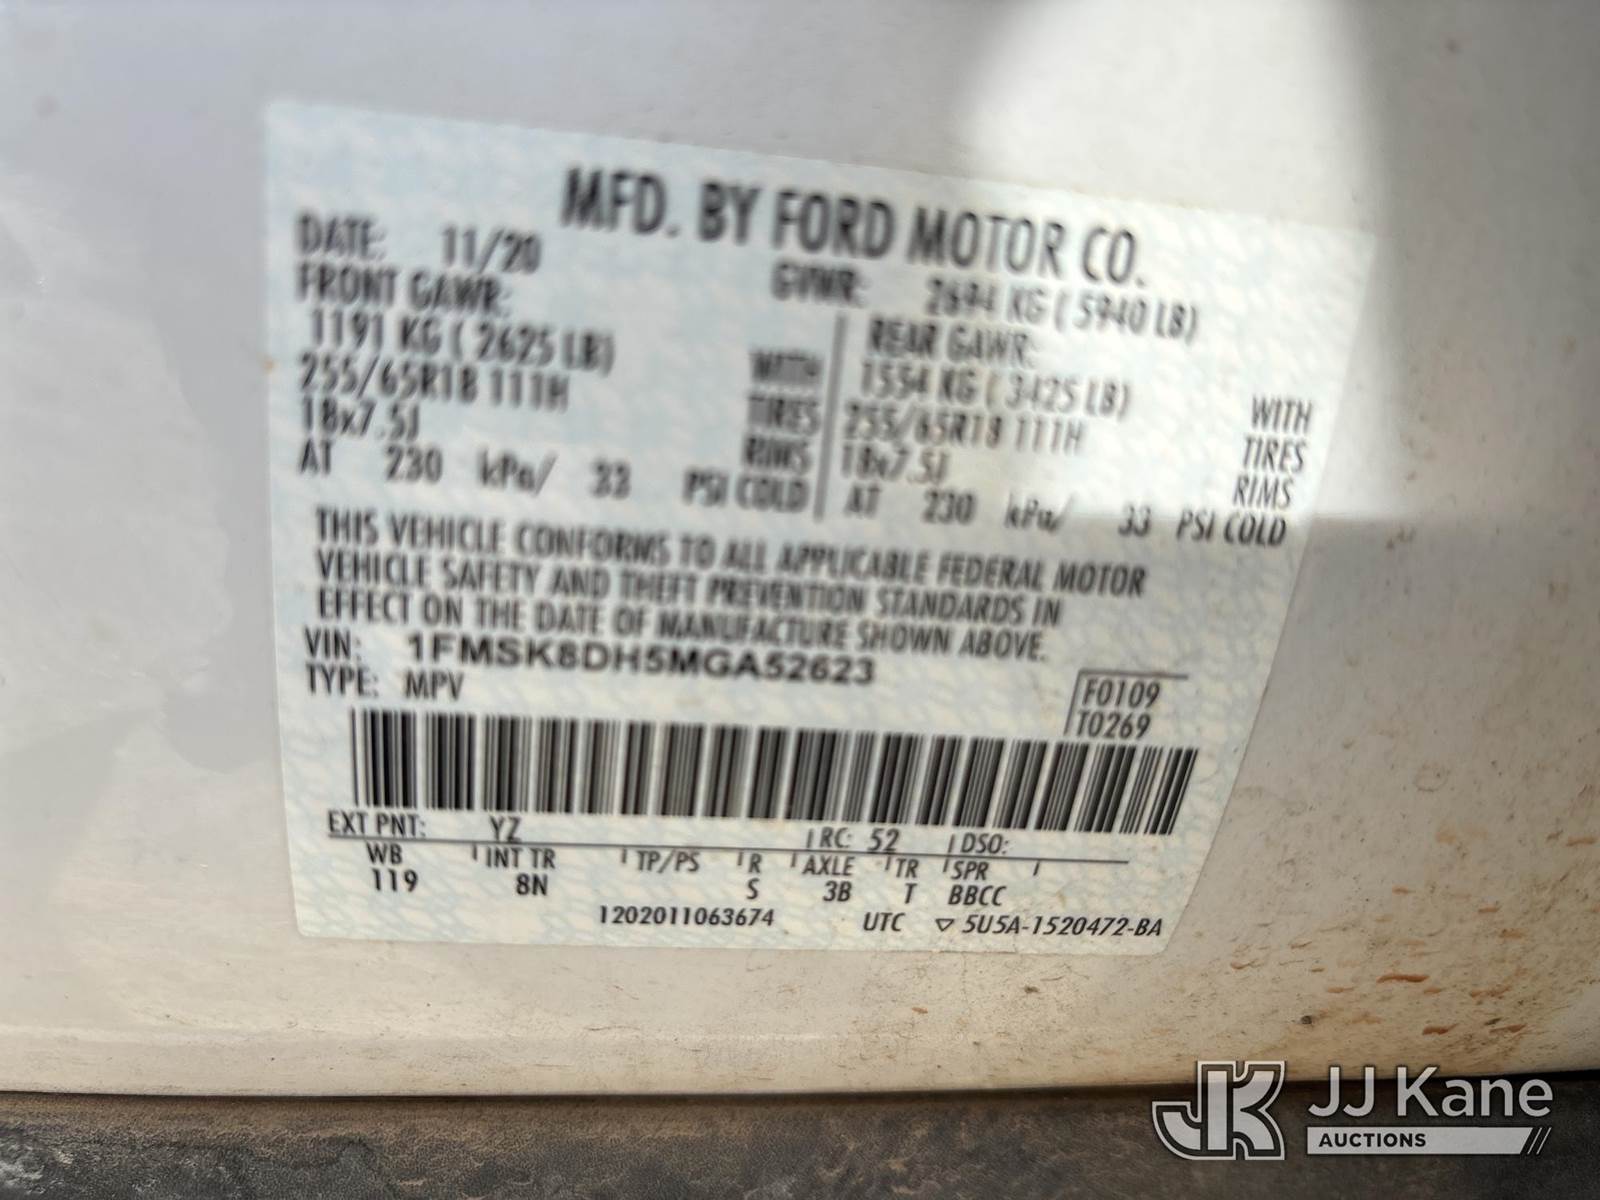 MFD. BY FORD MOTOR CO.
DATE: 11/20 GVWR: 2694 KG ( 5940 LB)
FRONT GAWR: REAR GAWR:
1191 KG ( 2625 LB) WITH 1554 KG ( 3425 LB) WITH
255/65R18 111H TIRES 255/65R18 111H TIRES
18x7.5J RIMS 18x7.5J RIMS
AT 230 kPa/ 33 PSI COLD AT 230 kPa/ 33 PSI COLD
THIS VEHICLE CONFORMS TO ALL APPLICABLE FEDERAL MOTOR
VEHICLE SAFETY AND THEFT PREVENTION STANDARDS IN
EFFECT ON THE DATE OF MANUFACTURE SHOWN ABOVE.
VIN: 1FMSK8DH5MGA52623
TYPE: MPV F0109
T0269
EXT PNT: YZ RC: 52 DSO:
WB INT TR TP/PS R AXLE TR SPR
119 8N S 3B T BBCC
1202011063674 UTC ▽ 5U5A-1520472-BA
JK JJ Kane
AUCTIONS